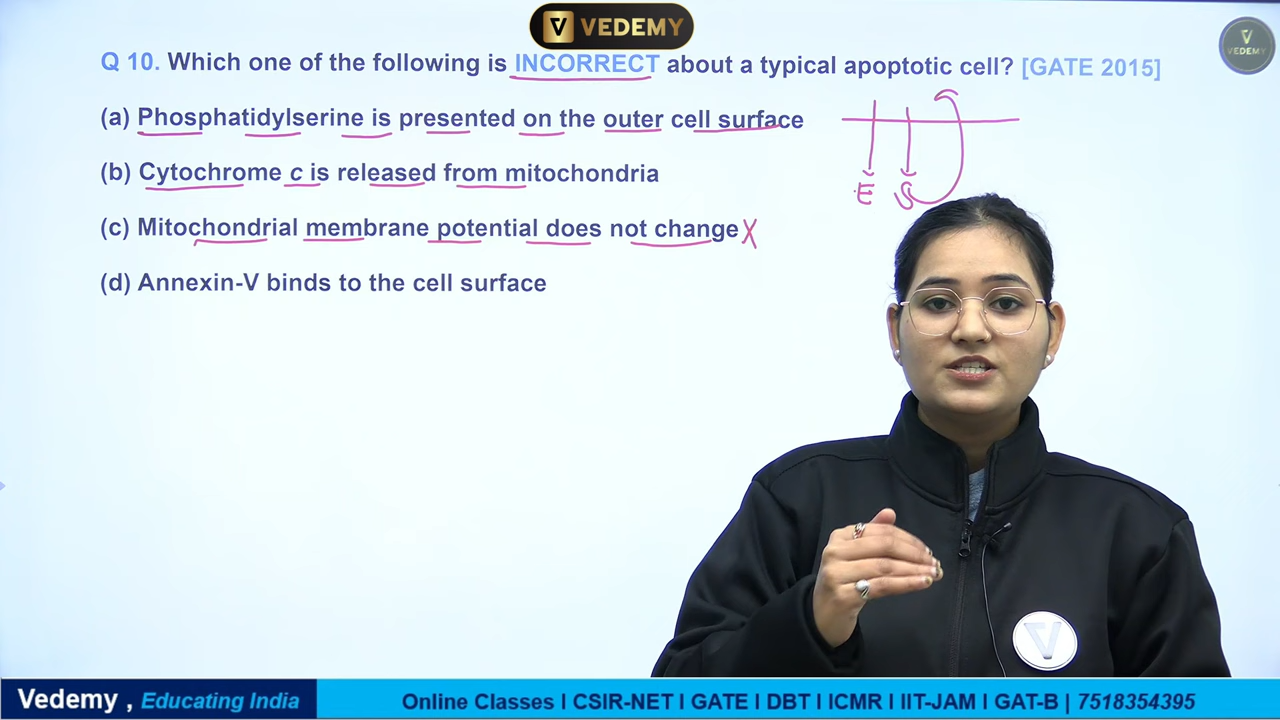 VEDEMY
VEDEMY
Q 10. Which one of the following is INCORRECT about a typical apoptotic cell? [GATE 2015]
(a) Phosphatidylserine is presented on the outer cell surface
(b) Cytochrome c is released from mitochondria
(c) Mitochondrial membrane potential does not change X
(d) Annexin-V binds to the cell surface
E S
Vedemy , Educating India
Online Classes I CSIR-NET I GATE I DBT I ICMR I IIT-JAM I GAT-B | 7518354395